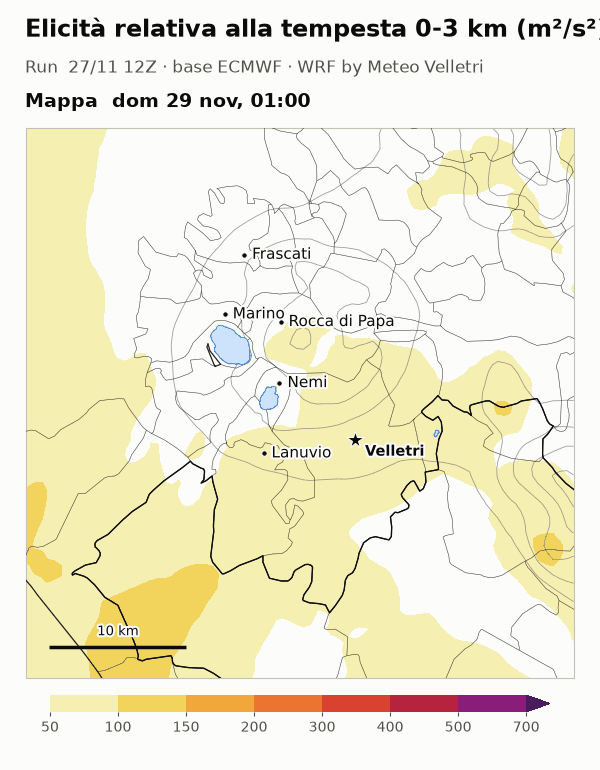 Elicità relativa alla tempesta 0-3 km (m²/s²)
Run  27/11 12Z · base ECMWF · WRF by Meteo Velletri
Mappa  dom 29 nov, 01:00
Frascati
Marino
Rocca di Papa
Nemi
Velletri
Lanuvio
10 km
50 100 150 200 300 400 500 700